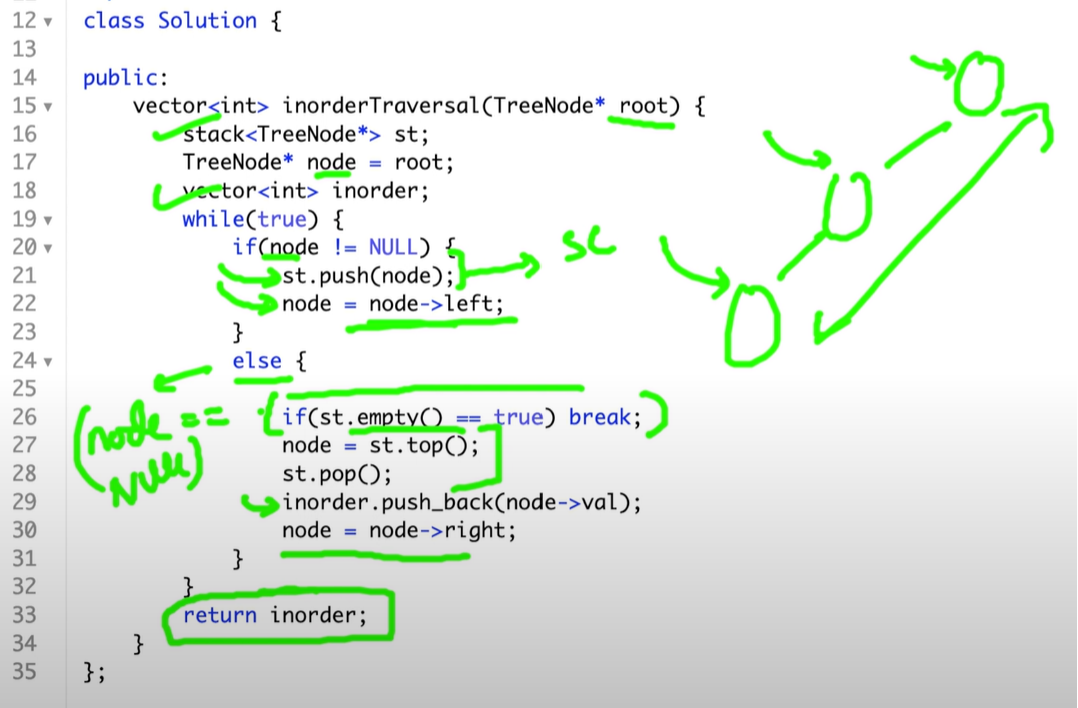 12 class Solution {
13
14 public:
15 vector<int> inorderTraversal(TreeNode* root) {
16 stack<TreeNode*> st;
17 TreeNode* node = root;
18 vector<int> inorder;
19 while(true) {
20 if(node != NULL) {
SC
21 st.push(node);
22 node = node->left;
23 }
24 else {
25
(node == NULL)
26 if(st.empty() == true) break;
27 node = st.top();
28 st.pop();
29 inorder.push_back(node->val);
30 node = node->right;
31 }
32 }
33 return inorder;
34 }
35 };